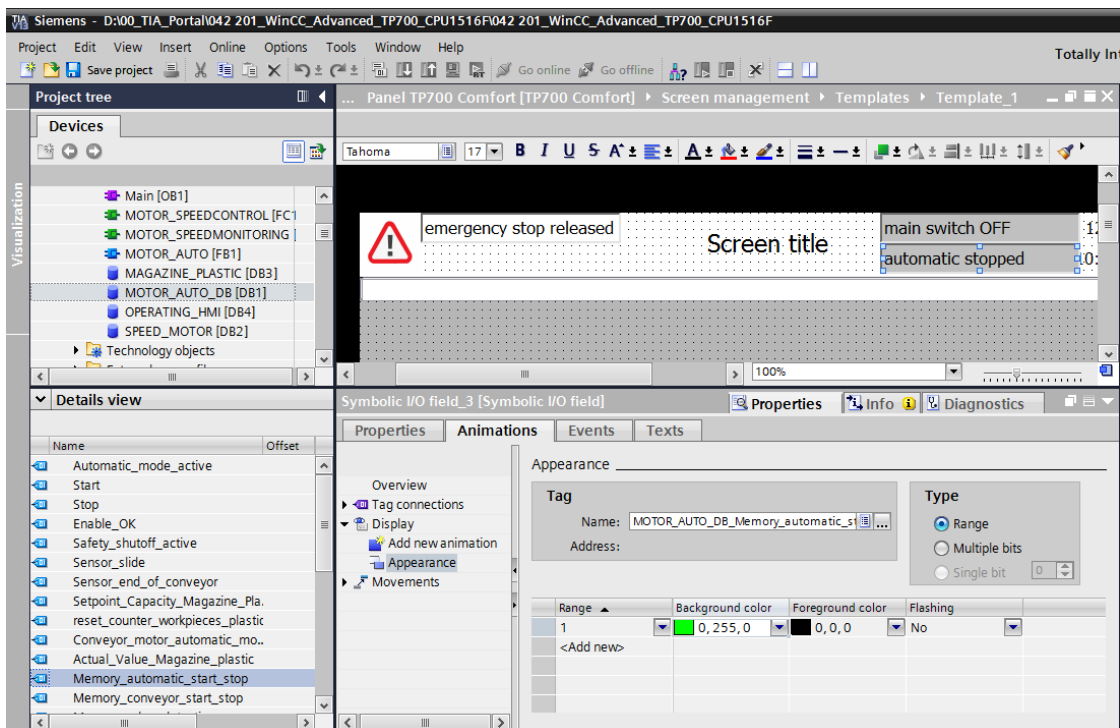 TIA V13 Siemens - D:\00_TIA_Portal\042 201_WinCC_Advanced_TP700_CPU1516F\042 201_WinCC_Advanced_TP700_CPU1516F
Project Edit View Insert Online Options Tools Window Help
Totally Int
Save project Go online Go offline
Project tree
... Panel TP700 Comfort [TP700 Comfort] Screen management Templates Template_1
Devices
Tahoma 17 B I U S A A
Visualization
Main [OB1]
MOTOR_SPEEDCONTROL [FC1
MOTOR_SPEEDMONITORING [
MOTOR_AUTO [FB1]
MAGAZINE_PLASTIC [DB3]
MOTOR_AUTO_DB [DB1]
OPERATING_HMI [DB4]
SPEED_MOTOR [DB2]
Technology objects
emergency stop released
Screen title
main switch OFF
12
automatic stopped
10:
100%
Details view
Name Offset
Automatic_mode_active
Start
Stop
Enable_OK
Safety_shutoff_active
Sensor_slide
Sensor_end_of_conveyor
Setpoint_Capacity_Magazine_Pla.
reset_counter_workpieces_plastic
Conveyor_motor_automatic_mo..
Actual_Value_Magazine_plastic
Memory_automatic_start_stop
Memory_conveyor_start_stop
Symbolic I/O field_3 [Symbolic I/O field]
Properties Info Diagnostics
Properties Animations Events Texts
Overview
Tag connections
Display
Add new animation
Appearance
Movements
Appearance
Tag
Name: MOTOR_AUTO_DB_Memory_automatic_st ...
Address:
Type
Range
Multiple bits
Single bit 0
Range Background color Foreground color Flashing
1 0, 255, 0 0, 0, 0 No
<Add new>